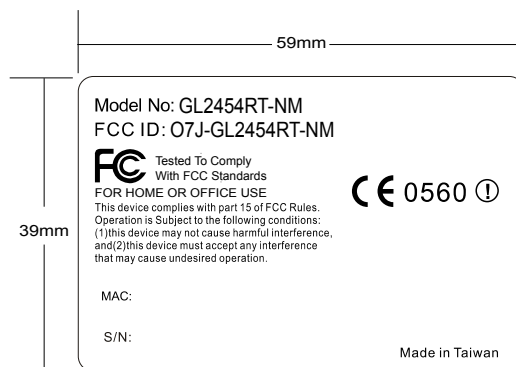 59mm
Model No: GL2454RT-NM
FCC ID: O7J-GL2454RT-NM
FC Tested To Comply
With FCC Standards
FOR HOME OR OFFICE USE
This device complies with part 15 of FCC Rules.
Operation is Subject to the following conditions:
(1)this device may not cause harmful interference,
and(2)this device must accept any interference
that may cause undesired operation.
CE 0560 !
39mm
MAC:
S/N:
Made in Taiwan